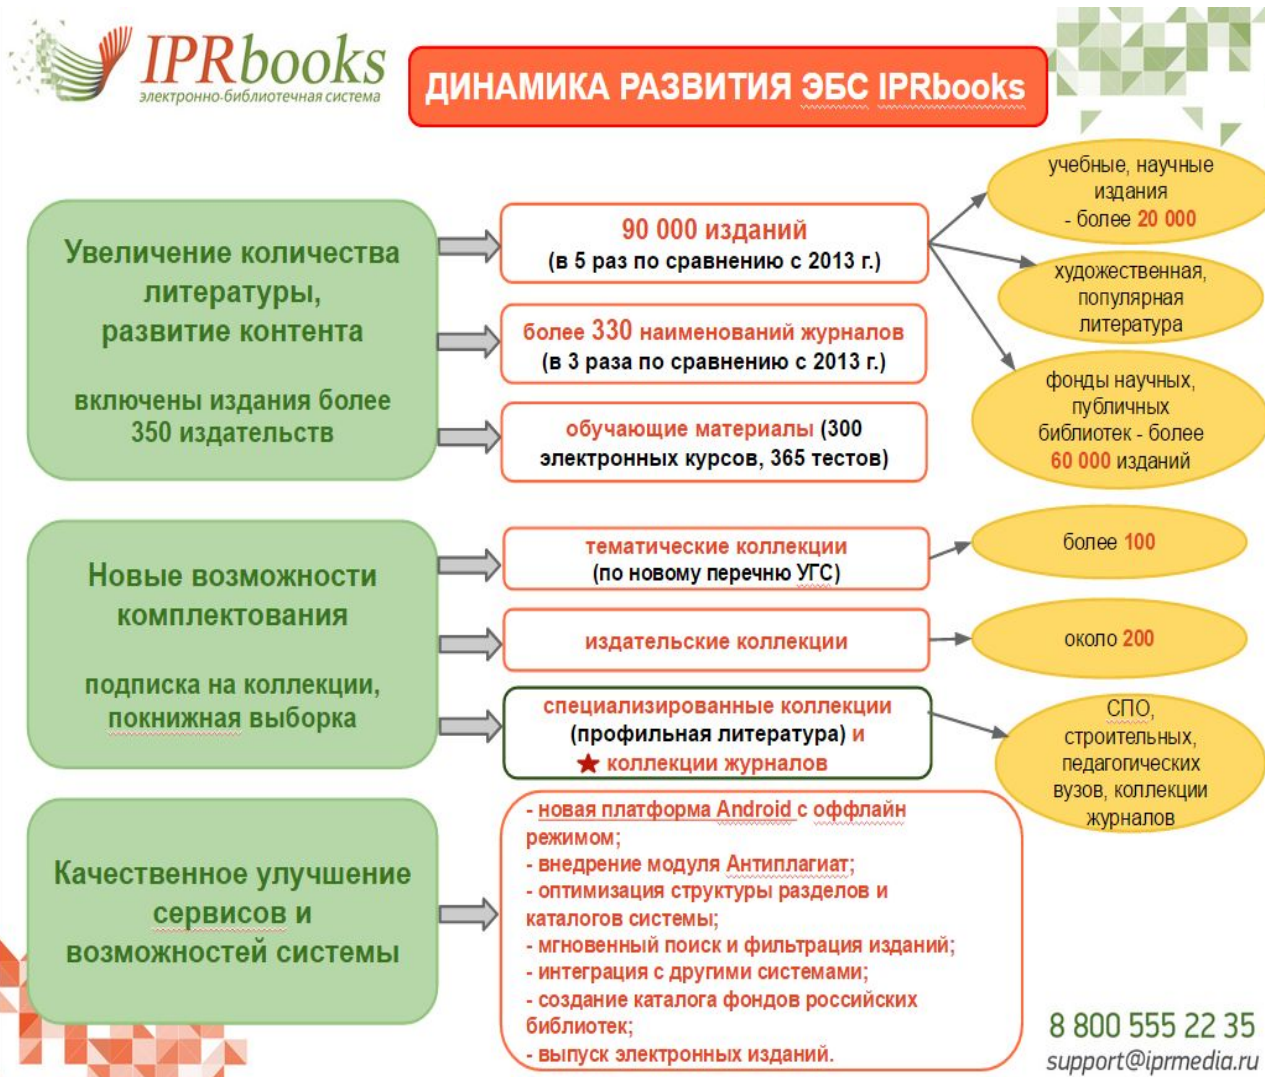 IPRbooks
электронно-библиотечная система
ДИНАМИКА РАЗВИТИЯ ЭБС IPRbooks
Увеличение количества
литературы,
развитие контента
включены издания более
350 издательств
90 000 изданий
(в 5 раз по сравнению с 2013 г.)
более 330 наименований журналов
(в 3 раза по сравнению с 2013 г.)
обучающие материалы (300
электронных курсов, 365 тестов)
учебные, научные
издания
- более 20 000
художественная,
популярная
литература
фонды научных,
публичных
библиотек - более
60 000 изданий
Новые возможности
комплектования
подписка на коллекции,
покнижная выборка
тематические коллекции
(по новому перечню УГС)
издательские коллекции
специализированные коллекции
(профильная литература) и
коллекции журналов
более 100
около 200
СПО,
строительных,
педагогических
вузов, коллекции
журналов
Качественное улучшение
сервисов и
возможностей системы
- новая платформа Android с оффлайн
режимом;
- внедрение модуля Антиплагиат;
- оптимизация структуры разделов и
каталогов системы;
- мгновенный поиск и фильтрация изданий;
- интеграция с другими системами;
- создание каталога фондов российских
библиотек;
- выпуск электронных изданий.
8 800 555 22 35
support@iprmedia.ru